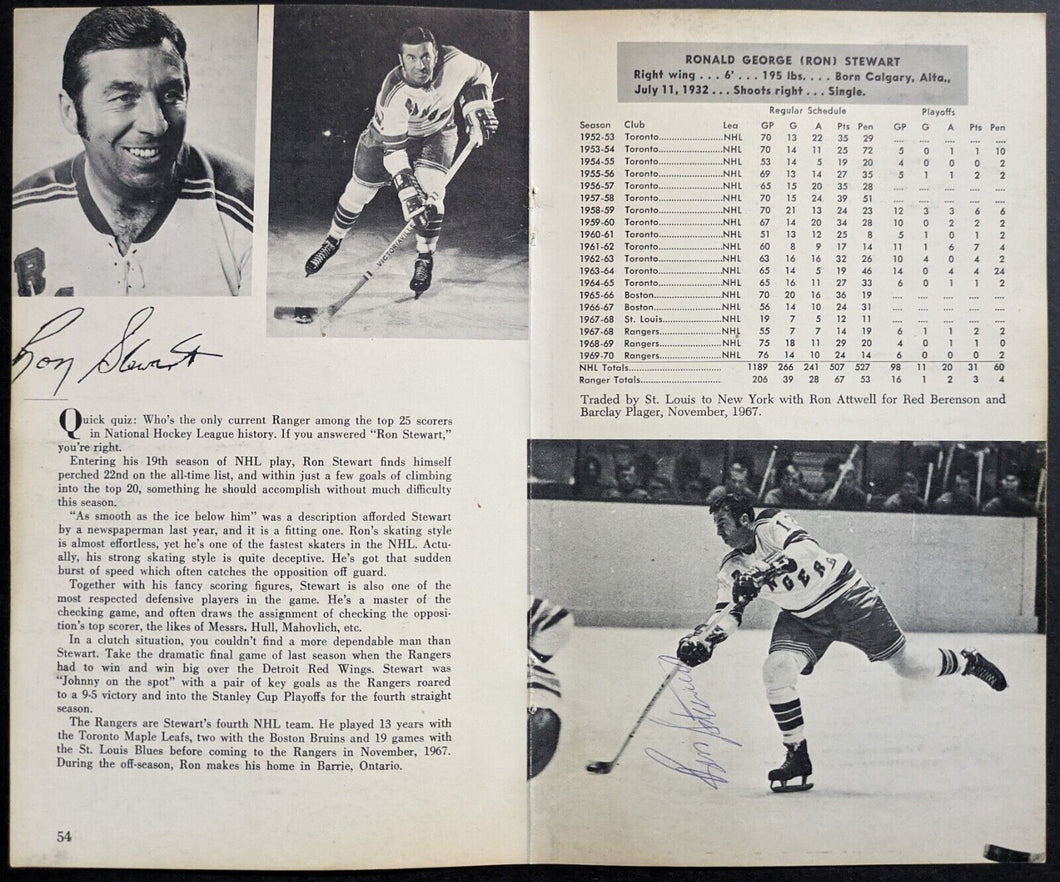 Ron Stewart
Quick quiz: Who's the only current Ranger among the top 25 scorers
in National Hockey League history. If you answered "Ron Stewart,"
you're right.
Entering his 19th season of NHL play, Ron Stewart finds himself
perched 22nd on the all-time list, and within just a few goals of climbing
into the top 20, something he should accomplish without much difficulty
this season.
"As smooth as the ice below him" was a description afforded Stewart
by a newspaperman last year, and it is a fitting one. Ron's skating style
is almost effortless, yet he's one of the fastest skaters in the NHL. Actu-
ally, his strong skating style is quite deceptive. He's got that sudden
burst of speed which often catches the opposition off guard.
Together with his fancy scoring figures, Stewart is also one of the
most respected defensive players in the game. He's a master of the
checking game, and often draws the assignment of checking the opposi-
tion's top scorer, the likes of Messrs. Hull, Mahovlich, etc.
In a clutch situation, you couldn't find a more dependable man than
Stewart. Take the dramatic final game of last season when the Rangers
had to win and win big over the Detroit Red Wings. Stewart was
"Johnny on the spot" with a pair of key goals as the Rangers roared
to a 9-5 victory and into the Stanley Cup Playoffs for the fourth straight
season.
The Rangers are Stewart's fourth NHL team. He played 13 years with
the Toronto Maple Leafs, two with the Boston Bruins and 19 games with
the St. Louis Blues before coming to the Rangers in November, 1967.
During the off-season, Ron makes his home in Barrie, Ontario.
54
RONALD GEORGE (RON) STEWART
Right wing . . . 6' . . . 195 lbs. . . . Born Calgary, Alta.,
July 11, 1932 . . . Shoots right . . . Single.
Regular Schedule Playoffs
Season Club Lea GP G A Pts Pen GP G A Pts Pen
1952-53 Toronto NHL 70 13 22 35 29 .... .... .... .... ....
1953-54 Toronto NHL 70 14 11 25 72 5 0 1 1 10
1954-55 Toronto NHL 53 14 5 19 20 4 0 0 0 2
1955-56 Toronto NHL 69 13 14 27 35 5 1 1 2 2
1956-57 Toronto NHL 65 15 20 35 28 .... .... .... .... ....
1957-58 Toronto NHL 70 15 24 39 51 .... .... .... .... ....
1958-59 Toronto NHL 70 21 13 24 23 12 3 3 6 6
1959-60 Toronto NHL 67 14 20 34 28 10 0 2 2 2
1960-61 Toronto NHL 51 13 12 25 8 5 1 0 1 2
1961-62 Toronto NHL 60 8 9 17 14 11 1 6 7 4
1962-63 Toronto NHL 63 16 16 32 26 10 4 0 4 2
1963-64 Toronto NHL 65 14 5 19 46 14 0 4 4 24
1964-65 Toronto NHL 65 16 11 27 33 6 0 1 1 2
1965-66 Boston NHL 70 20 16 36 19 .... .... .... .... ....
1966-67 Boston NHL 56 14 10 24 31 .... .... .... .... ....
1967-68 St. Louis NHL 19 7 5 12 11 .... .... .... .... ....
1967-68 Rangers NHL 55 7 7 14 19 6 1 1 2 2
1968-69 Rangers NHL 75 18 11 29 20 4 0 1 1 0
1969-70 Rangers NHL 76 14 10 24 14 6 0 0 0 2
NHL Totals 1189 266 241 507 527 98 11 20 31 60
Ranger Totals 206 39 28 67 53 16 1 2 3 4
Traded by St. Louis to New York with Ron Attwell for Red Berenson and
Barclay Plager, November, 1967.
Ron Stewart